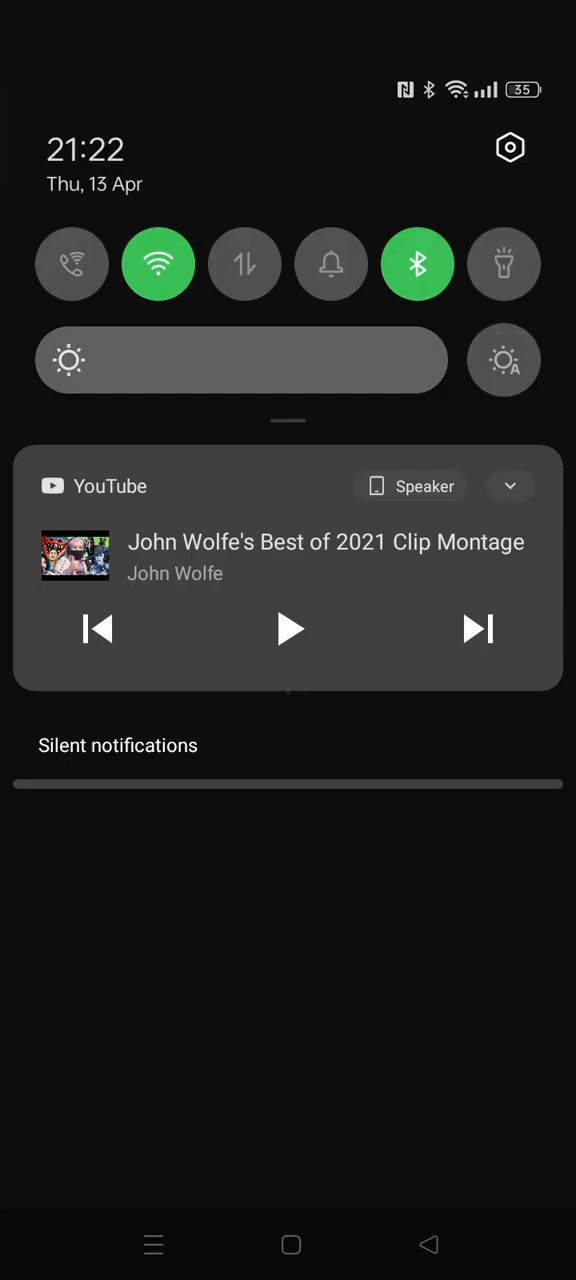 35
21:22
Thu, 13 Apr
A
YouTube
Speaker
John Wolfe's Best of 2021 Clip Montage
John Wolfe
Silent notifications